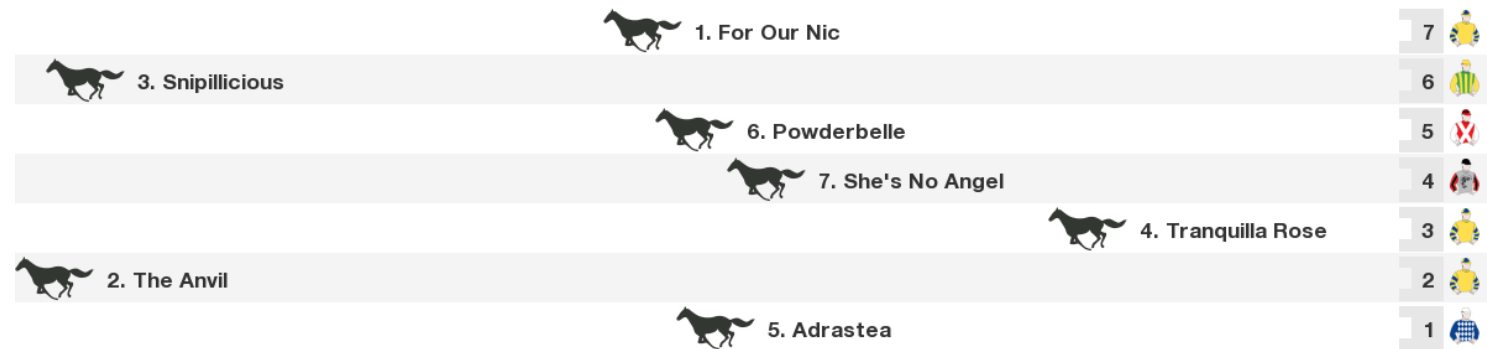 1. For Our Nic 7
3. Snipillicious 6
6. Powderbelle 5
7. She's No Angel 4
4. Tranquilla Rose 3
2. The Anvil 2
5. Adrastea 1